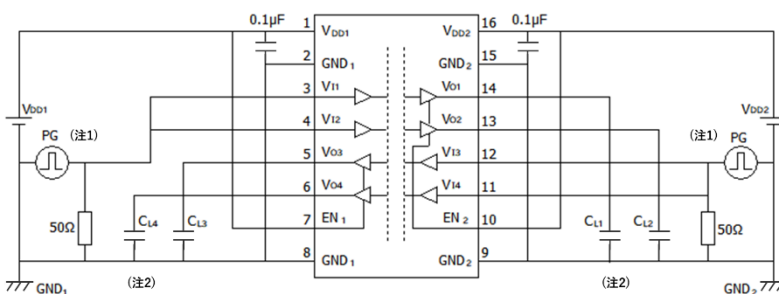 0.1μF 1 16 0.1μF
VDD1 VDD2
2 15
GND1 GND2
3 VI1 VO1 14
VDD1 4 VI2 VO2 13 VDD2
PG (注1) 5 VO3 VI3 12 (注1) PG
6 VO4 VI4 11
50Ω CL4 CL3 7 EN1 EN2 10 CL1 CL2 50Ω
8 GND1 GND2 9
GND1 (注2) (注2) GND2